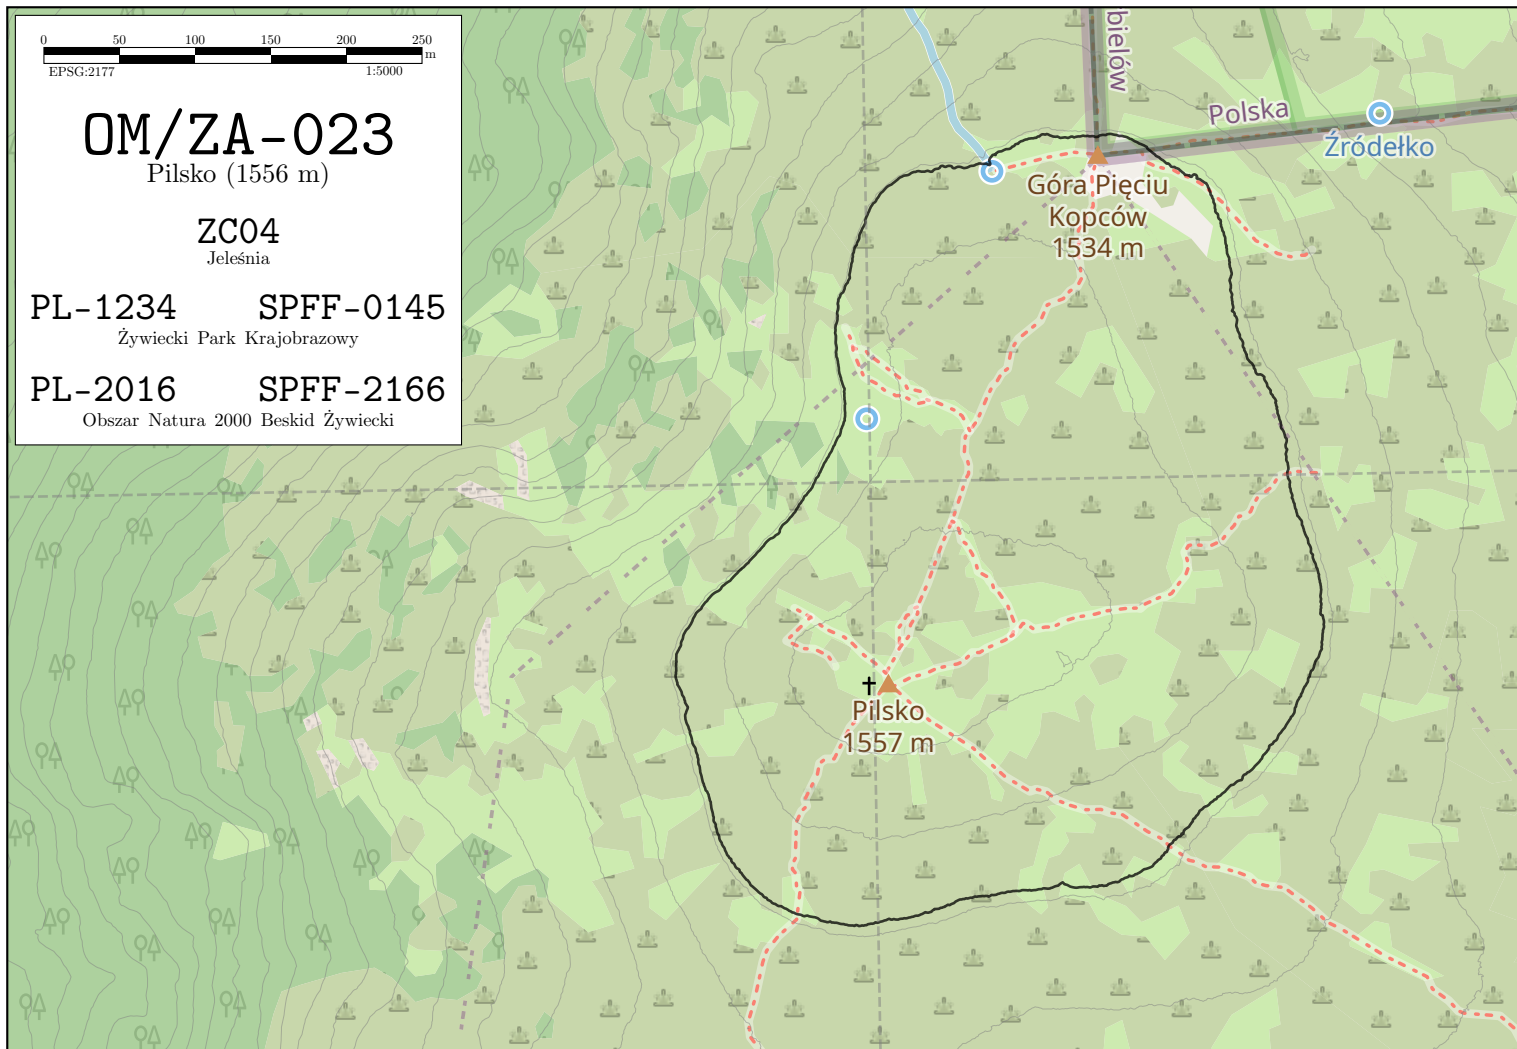 0 50 100 150 200 250
m
EPSG:2177 1:5000
OM/ZA-023
Pilsko (1556 m)
ZC04
Jeleśnia
PL-1234 SPFF-0145
Żywiecki Park Krajobrazowy
PL-2016 SPFF-2166
Obszar Natura 2000 Beskid Żywiecki
bielów
Polska
Źródełko
Góra Pięciu
Kopców
1534 m
Pilsko
1557 m